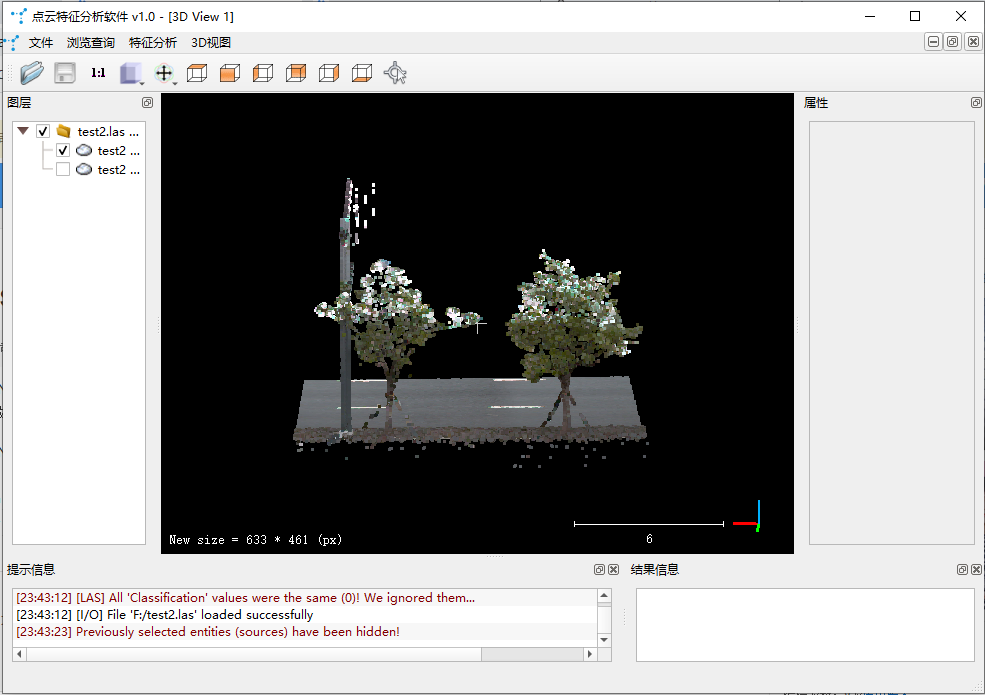 点云特征分析软件 v1.0 - [3D View 1]
文件 浏览查询 特征分析 3D视图
1:1
图层
属性
test2.las ...
test2 ...
test2 ...
New size = 633 * 461 (px)
6
提示信息
结果信息
[23:43:12] [LAS] All 'Classification' values were the same (0)! We ignored them...
[23:43:12] [I/O] File 'F:/test2.las' loaded successfully
[23:43:23] Previously selected entities (sources) have been hidden!